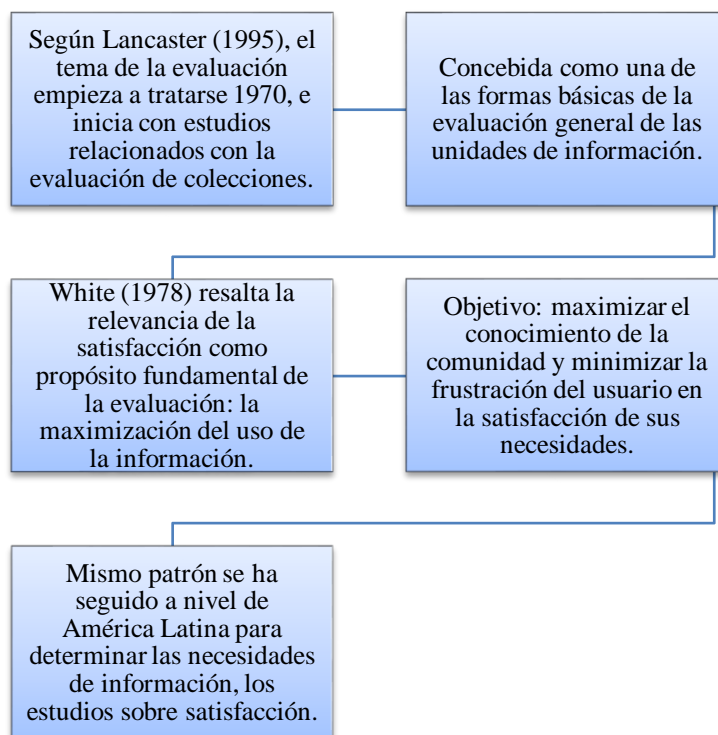 Según Lancaster (1995), el
tema de la evaluación
empieza a tratarse 1970, e
inicia con estudios
relacionados con la
evaluación de colecciones.
Concebida como una de
las formas básicas de la
evaluación general de las
unidades de información.
White (1978) resalta la
relevancia de la
satisfacción como
propósito fundamental de
la evaluación: la
maximización del uso de
la información.
Objetivo: maximizar el
conocimiento de la
comunidad y minimizar la
frustración del usuario en
la satisfacción de sus
necesidades.
Mismo patrón se ha
seguido a nivel de
América Latina para
determinar las necesidades
de información, los
estudios sobre satisfacción.